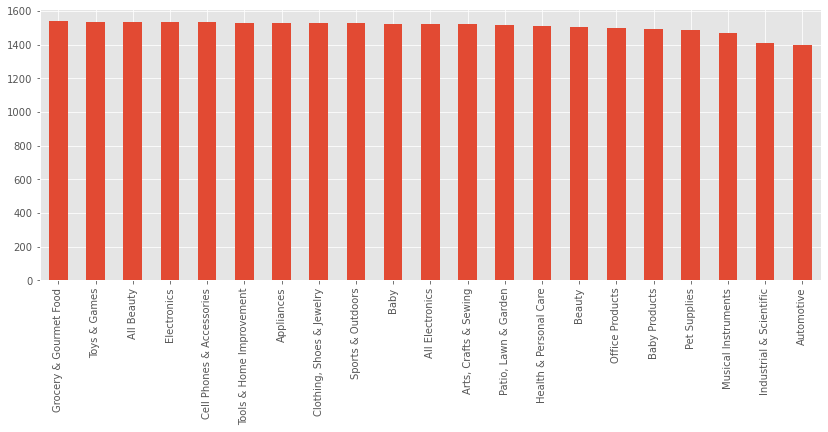 1600
1400
1200
1000
800
600
400
200
0
Grocery & Gourmet Food
Toys & Games
All Beauty
Electronics
Cell Phones & Accessories
Tools & Home Improvement
Appliances
Clothing, Shoes & Jewelry
Sports & Outdoors
Baby
All Electronics
Arts, Crafts & Sewing
Patio, Lawn & Garden
Health & Personal Care
Beauty
Office Products
Baby Products
Pet Supplies
Musical Instruments
Industrial & Scientific
Automotive